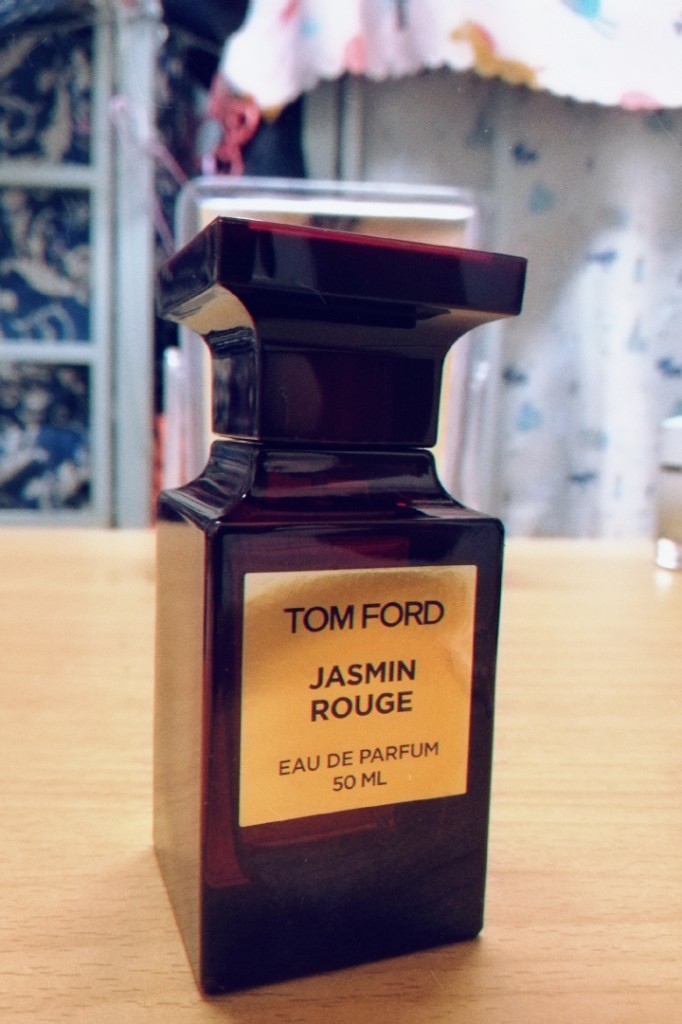 TOM FORD
JASMIN
ROUGE
EAU DE PARFUM
50 ML